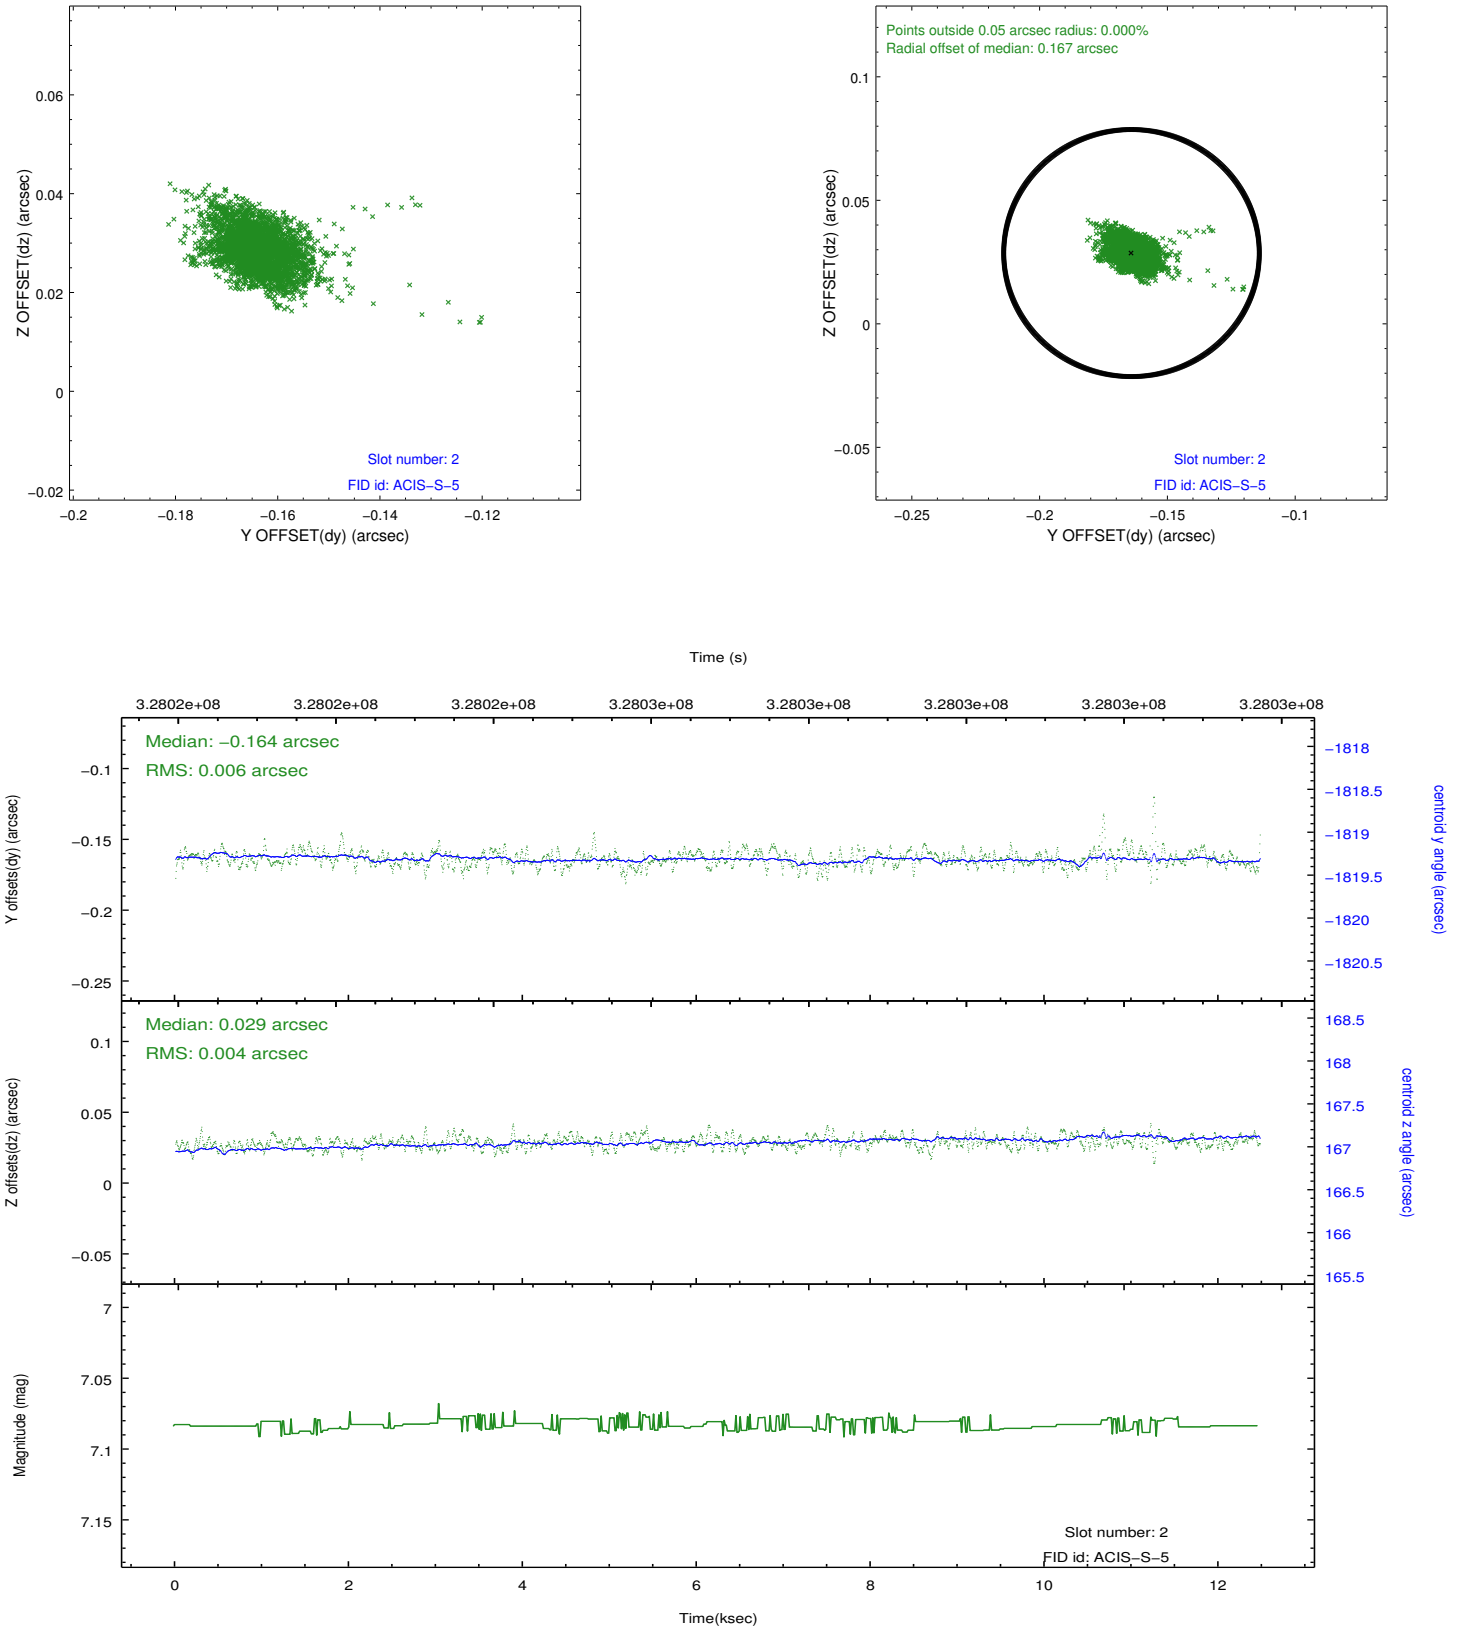 0.06
0.04
0.02
0
−0.02
Z OFFSET(dz) (arcsec)
−0.2
−0.18
−0.16
−0.14
−0.12
Y OFFSET(dy) (arcsec)
Slot number: 2
FID id: ACIS−S−5
Points outside 0.05 arcsec radius: 0.000%
Radial offset of median: 0.167 arcsec
0.1
0.05
0
−0.05
Z OFFSET(dz) (arcsec)
−0.25
−0.2
−0.15
−0.1
Y OFFSET(dy) (arcsec)
Slot number: 2
FID id: ACIS−S−5
Time (s)
3.2802e+08
3.2802e+08
3.2802e+08
3.2803e+08
3.2803e+08
3.2803e+08
3.2803e+08
3.2803e+08
Median: −0.164 arcsec
RMS: 0.006 arcsec
−0.1
−0.15
−0.2
−0.25
Y offsets(dy) (arcsec)
−1818
−1818.5
−1819
−1819.5
−1820
−1820.5
centroid y angle (arcsec)
Median: 0.029 arcsec
RMS: 0.004 arcsec
0.1
0.05
0
−0.05
Z offsets(dz) (arcsec)
168.5
168
167.5
167
166.5
166
165.5
centroid z angle (arcsec)
7
7.05
7.1
7.15
Magnitude (mag)
Slot number: 2
FID id: ACIS−S−5
0
2
4
6
8
10
12
Time(ksec)